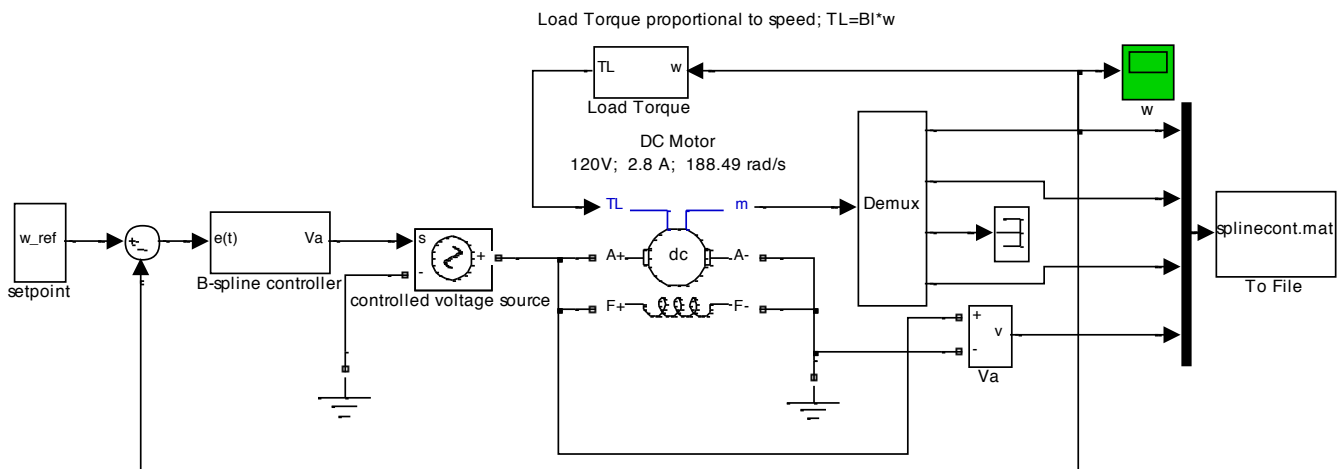 Load Torque proportional to speed; TL=Bl*w
TL
w
Load Torque
w
DC Motor
120V; 2.8 A; 188.49 rad/s
TL
m
Demux
w_ref
setpoint
+
-
e(t)
Va
B-spline controller
s
-
+
controlled voltage source
A+
dc
A-
F+
F-
+
-
v
Va
splinecont.mat
To File